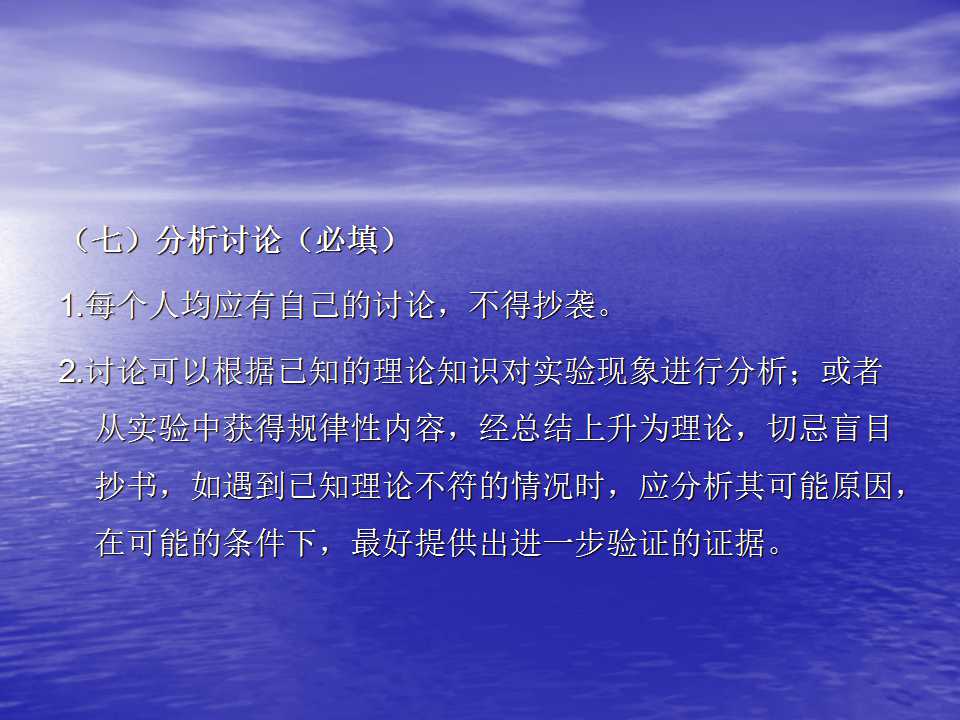 （七）分析讨论（必填）
1.每个人均应有自己的讨论，不得抄袭。
2.讨论可以根据已知的理论知识对实验现象进行分析；或者
从实验中获得规律性内容，经总结上升为理论，切忌盲目
抄书，如遇到已知理论不符的情况时，应分析其可能原因，
在可能的条件下，最好提供出进一步验证的证据。